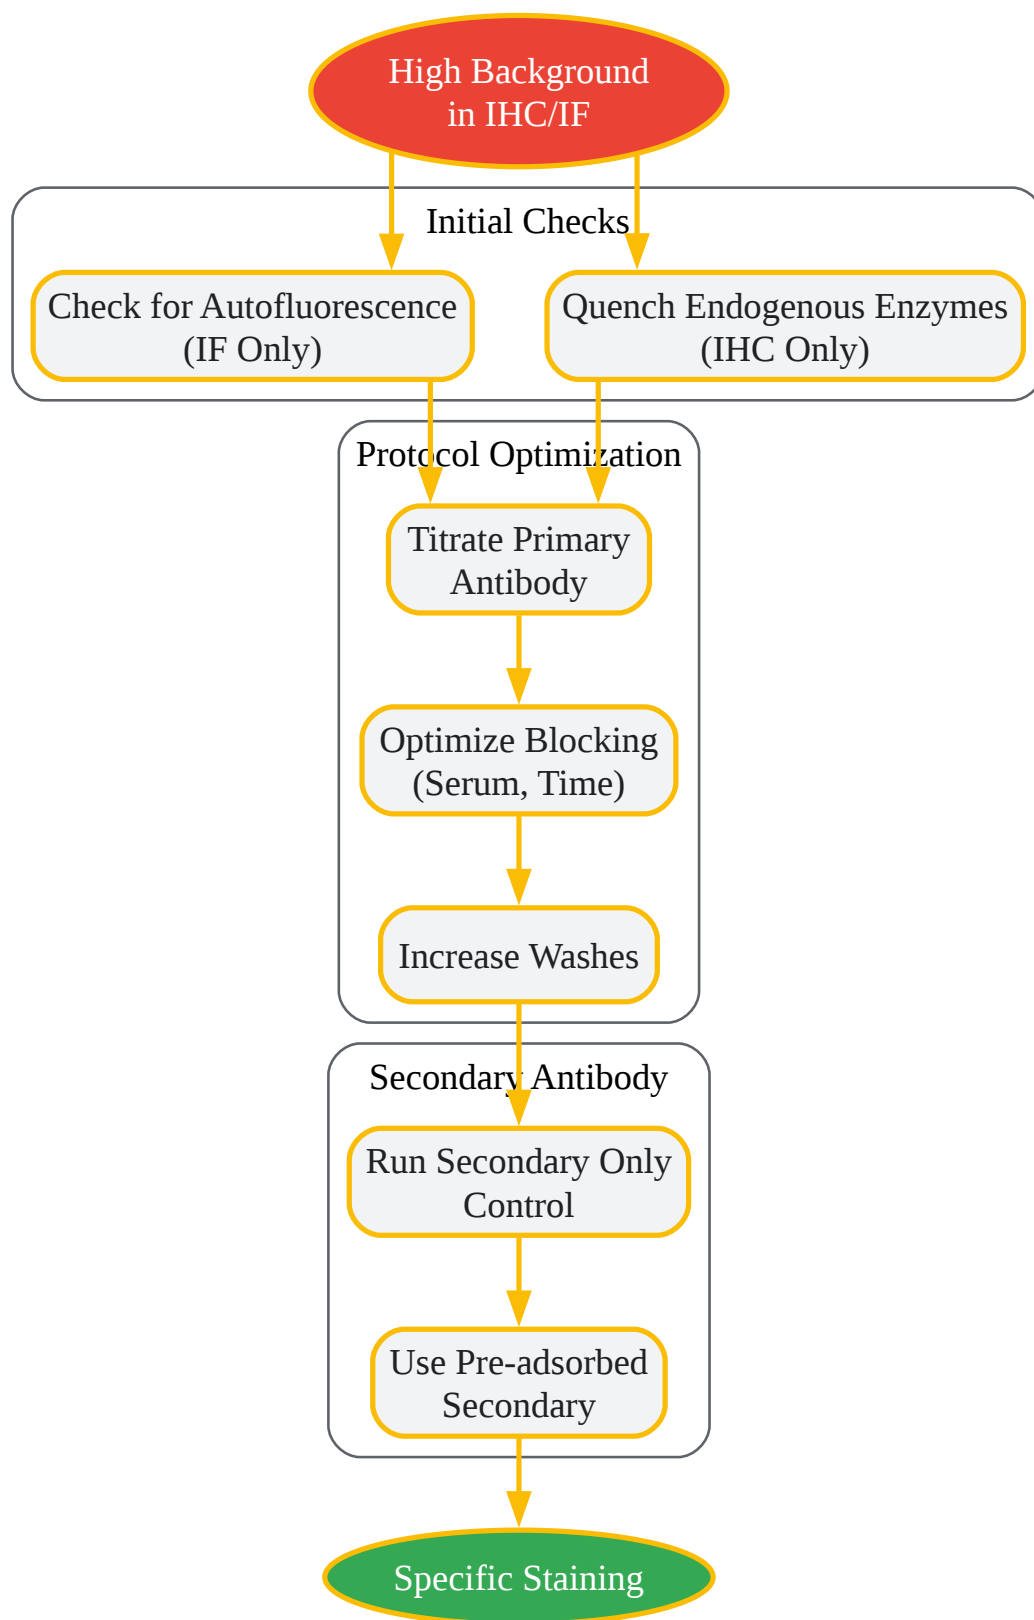 High Background
in IHC/IF
Initial Checks
Check for Autofluorescence
(IF Only)
Quench Endogenous Enzymes
(IHC Only)
Protocol Optimization
Titrate Primary
Antibody
Optimize Blocking
(Serum, Time)
Increase Washes
Secondary Antibody
Run Secondary Only
Control
Use Pre-adsorbed
Secondary
Specific Staining